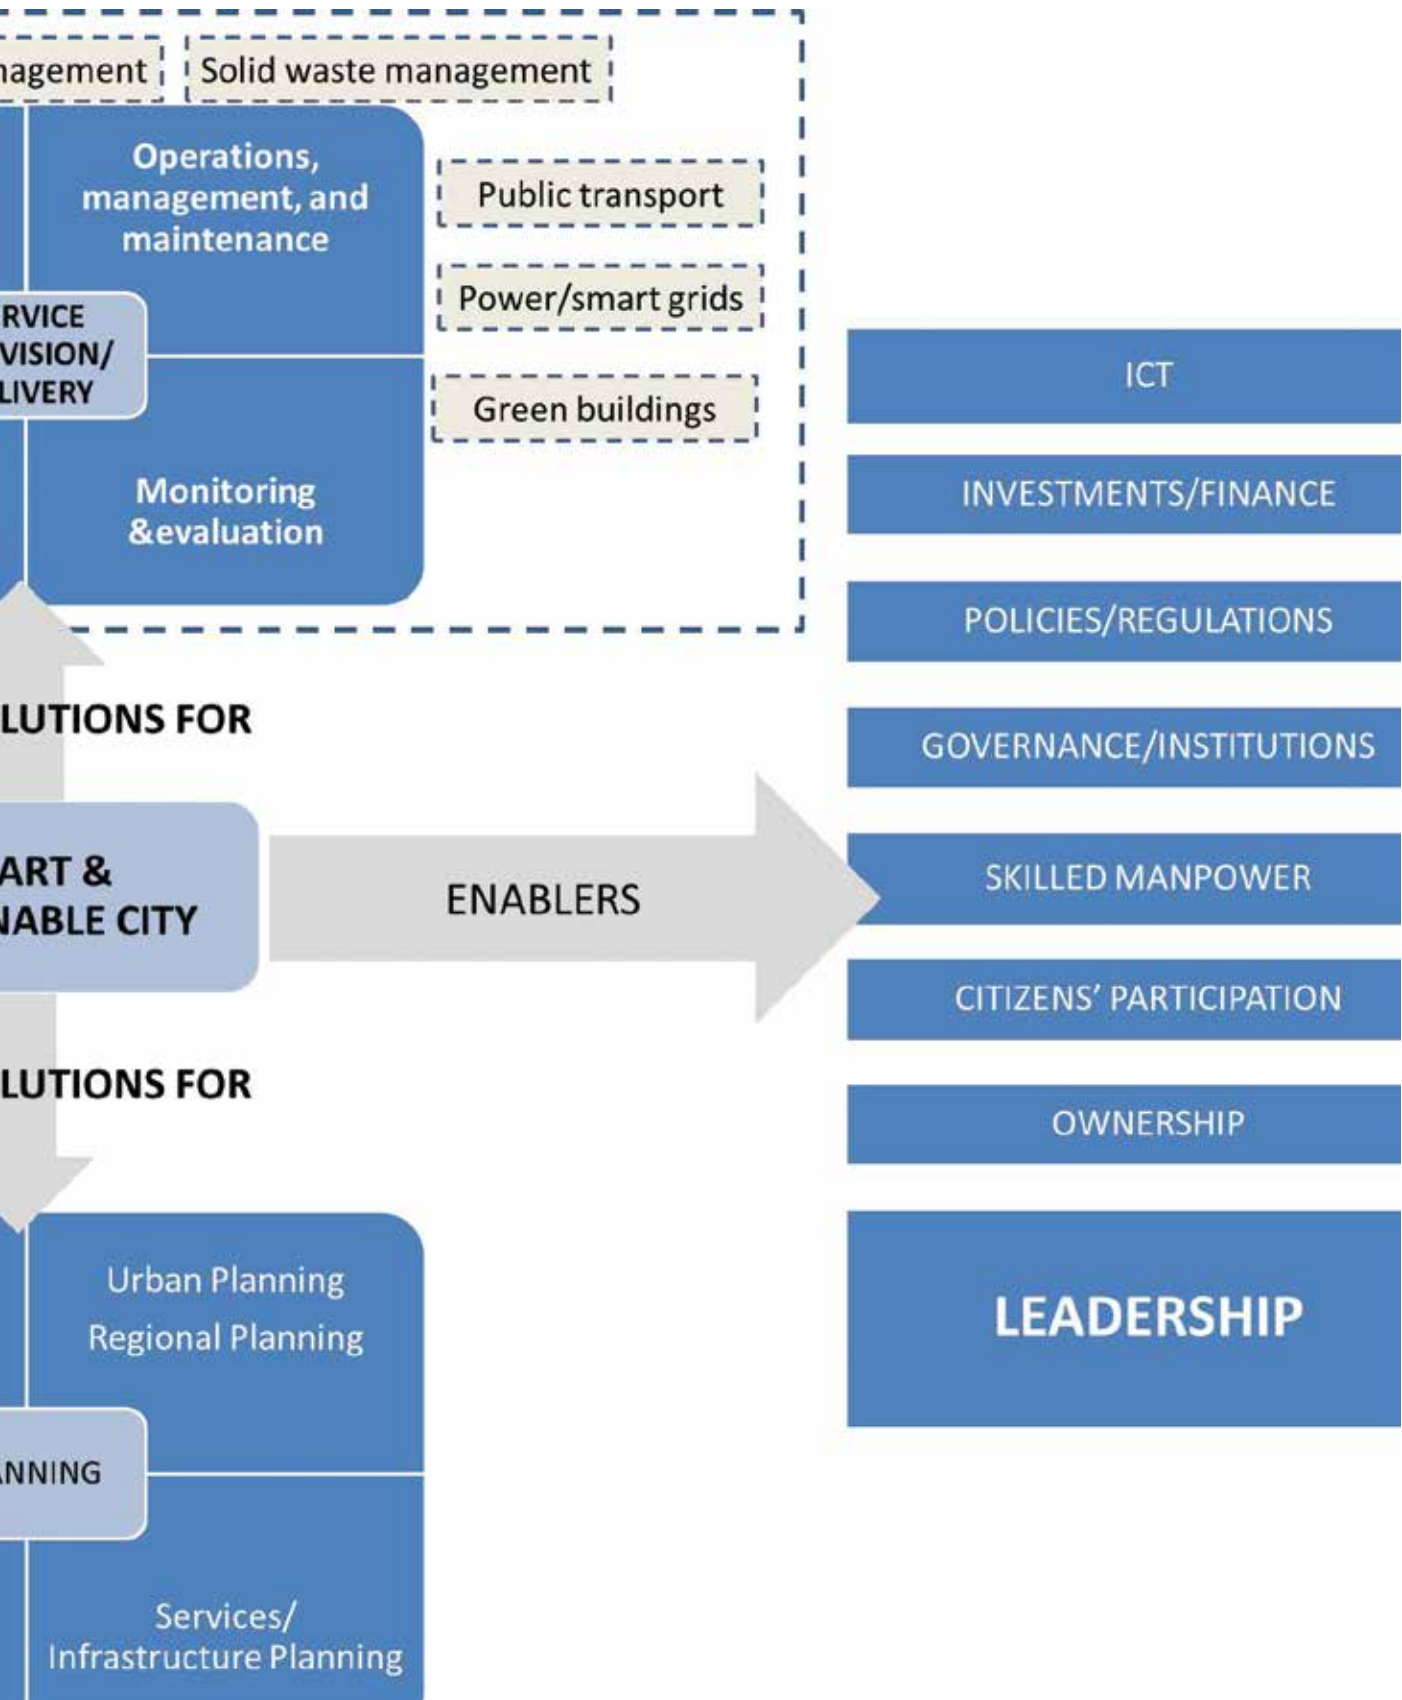 nagement
Solid waste management
Operations,
management, and
maintenance
Public transport
Power/smart grids
RVICE
VISION/
LIVERY
Green buildings
Monitoring
&evaluation
LUTIONS FOR
ART &
NABLE CITY
ENABLERS
LUTIONS FOR
Urban Planning
Regional Planning
ANNING
Services/
Infrastructure Planning
ICT
INVESTMENTS/FINANCE
POLICIES/REGULATIONS
GOVERNANCE/INSTITUTIONS
SKILLED MANPOWER
CITIZENS’ PARTICIPATION
OWNERSHIP
LEADERSHIP